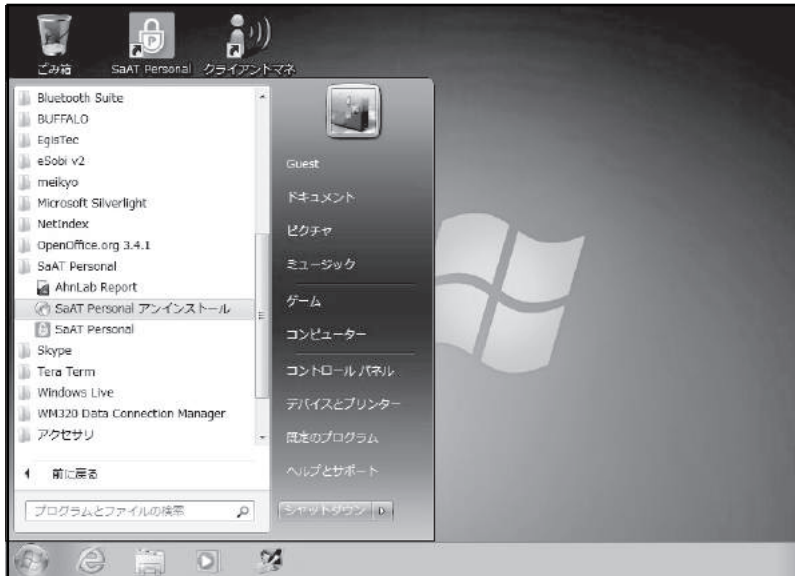 ごみ箱
SaAT Personal
クライアントマネ
Bluetooth Suite
BUFFALO
EgisTec
eSobi v2
meikyo
Microsoft Silverlight
NetIndex
OpenOffice.org 3.4.1
SaAT Personal
AhnLab Report
SaAT Personal アンインストール
SaAT Personal
Skype
Tera Term
Windows Live
WM320 Data Connection Manager
アクセサリ
前に戻る
プログラムとファイルの検索
Guest
ドキュメント
ピクチャ
ミュージック
ゲーム
コンピューター
コントロール パネル
デバイスとプリンター
既定のプログラム
ヘルプとサポート
シャットダウン